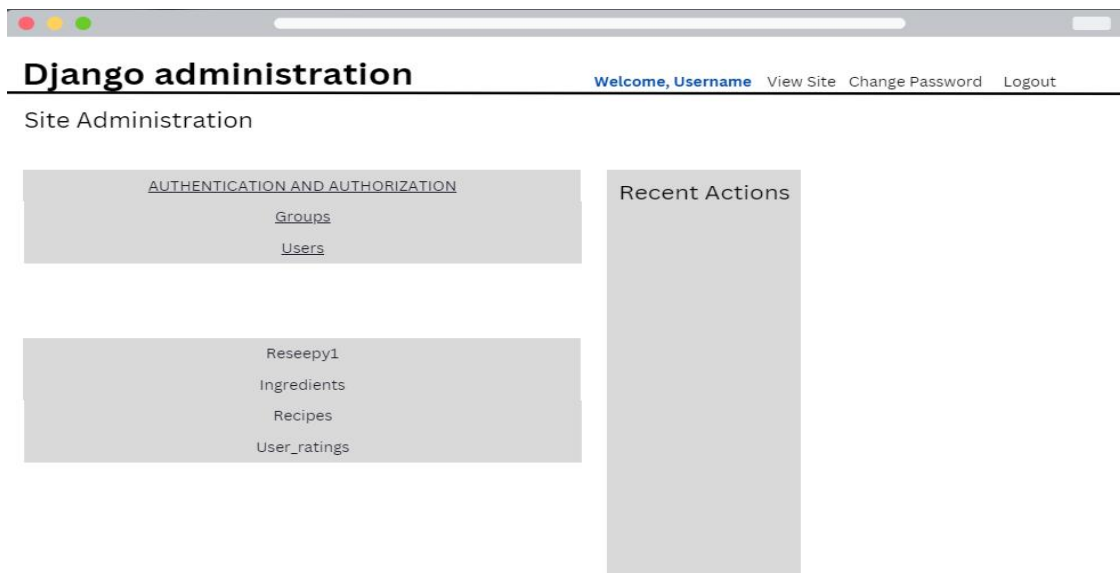 Django administration
Welcome, Username View Site Change Password Logout
Site Administration
AUTHENTICATION AND AUTHORIZATION
Groups
Users
Recent Actions
Reseepy1
Ingredients
Recipes
User_ratings